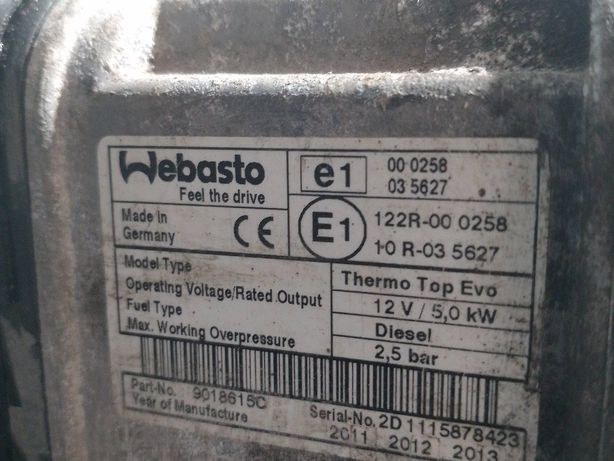 Webasto
Feel the drive
e1
00 0258
03 5627
Made in
Germany
CE
E1
122R-00 0258
10 R-03 5627
Model Type
Thermo Top Evo
Operating Voltage/Rated Output
12 V / 5,0 kW
Fuel Type
Diesel
Max. Working Overpressure
2,5 bar
Part-No. 9018615C
Serial-No. 2D1115878423
Year of Manufacture
2011 2012 2013